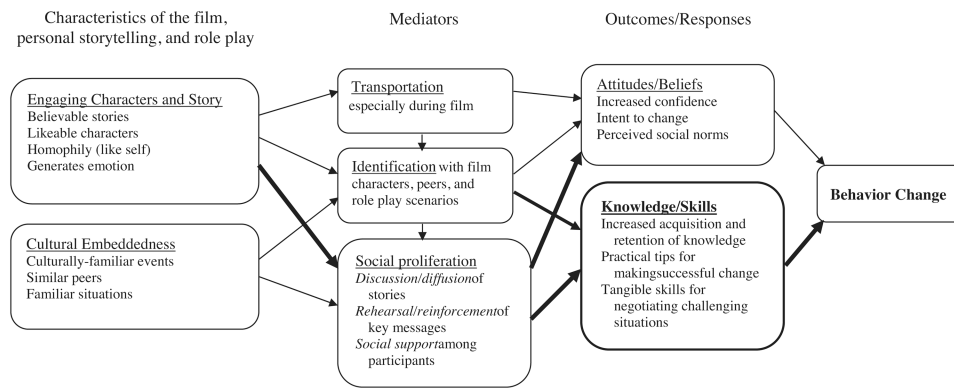 Characteristics of the film,
personal storytelling, and role play
Mediators
Outcomes/Responses
Engaging Characters and Story
Believable stories
Likeable characters
Homophily (like self)
Generates emotion
Cultural Embeddedness
Culturally-familiar events
Similar peers
Familiar situations
Transportation
especially during film
Identification with film
characters, peers, and
role play scenarios
Social proliferation
Discussion/diffusionof
stories
Rehearsal/reinforcementof
key messages
Social supportamong
participants
Attitudes/Beliefs
Increased confidence
Intent to change
Perceived social norms
Knowledge/Skills
Increased acquisition and
retention of knowledge
Practical tips for
makingsuccessful change
Tangible skills for
negotiating challenging
situations
Behavior Change